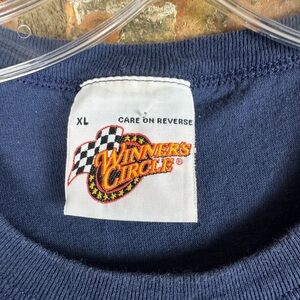 XL
CARE ON REVERSE
WINNER'S
CIRCLE®